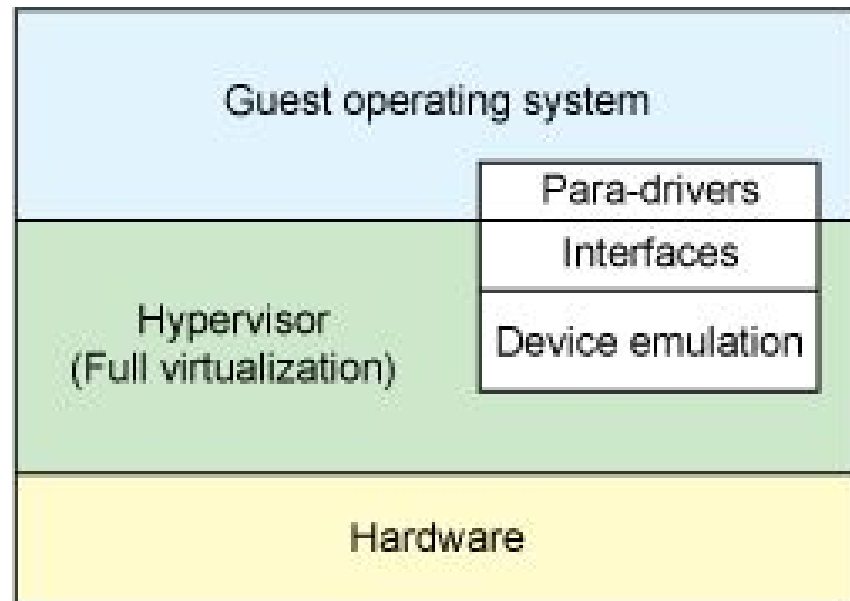 Guest operating system
Para-drivers
Interfaces
Hypervisor
(Full virtualization)
Device emulation
Hardware